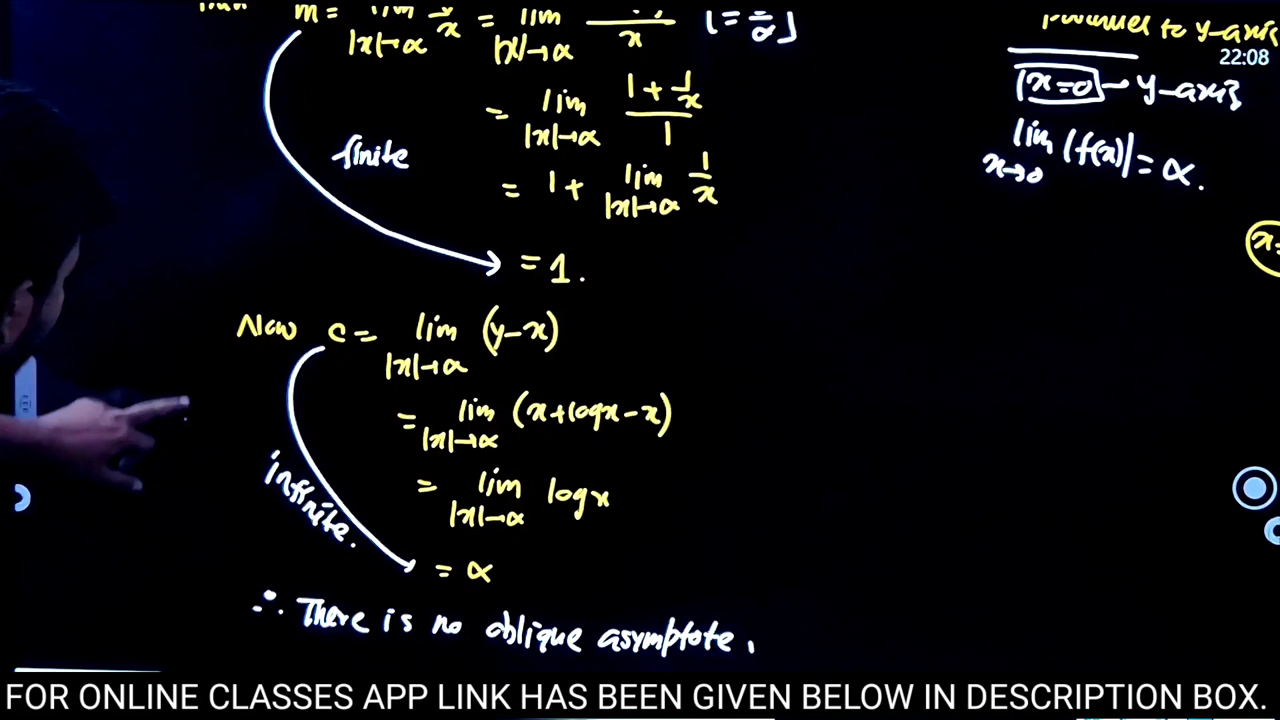 m = lim |x|→α y/x = lim |x|→α x [= α]
= lim |x|→α (1 + 1/x)/1
finite
= 1 + lim |x|→α 1/x
= 1.
Now c = lim |x|→α (y-x)
= lim |x|→α (x+logx-x)
= lim |x|→α logx
infinite.
= α
∴ There is no oblique asymptote.
parallel to y-axis
22:08
x=0 → y-axis
lim x→0 |f(x)| = α.
x=
FOR ONLINE CLASSES APP LINK HAS BEEN GIVEN BELOW IN DESCRIPTION BOX.